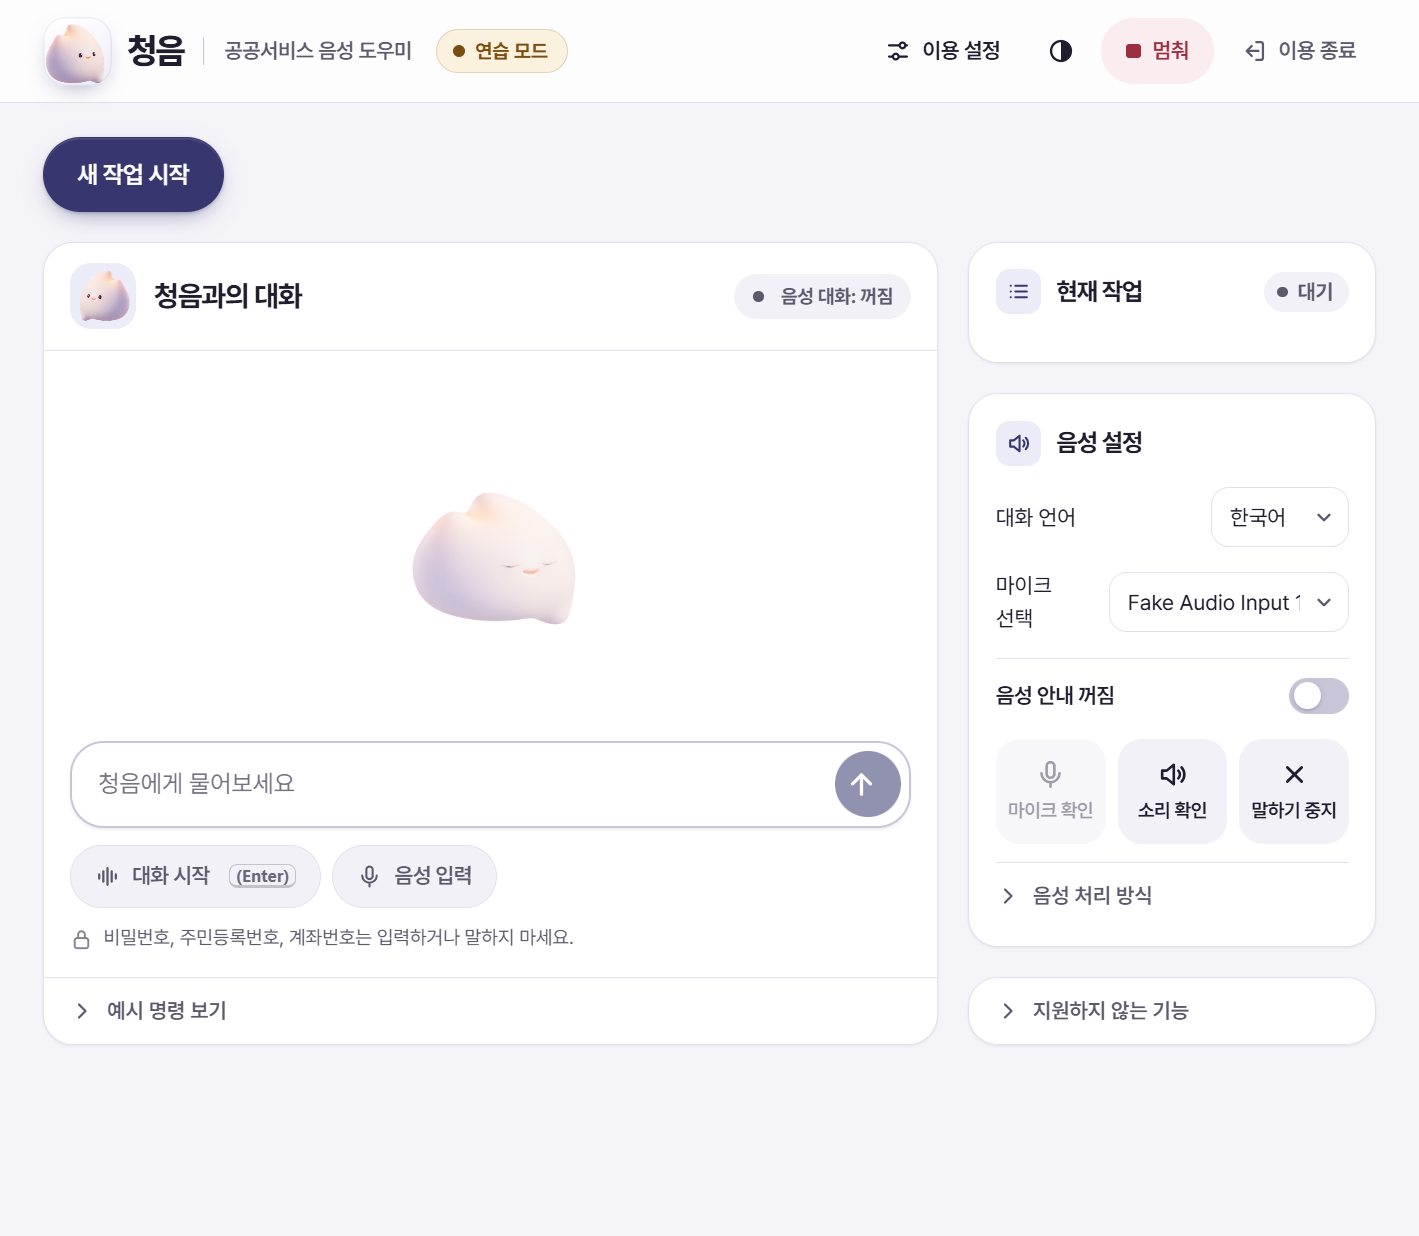 청음
공공서비스 음성 도우미
연습 모드
이용 설정
멈춰
이용 종료
새 작업 시작
청음과의 대화
음성 대화: 꺼짐
청음에게 물어보세요
대화 시작 (Enter)
음성 입력
비밀번호, 주민등록번호, 계좌번호는 입력하거나 말하지 마세요.
예시 명령 보기
현재 작업
대기
음성 설정
대화 언어
한국어
마이크
선택
Fake Audio Input 1
음성 안내 꺼짐
마이크 확인
소리 확인
말하기 중지
음성 처리 방식
지원하지 않는 기능